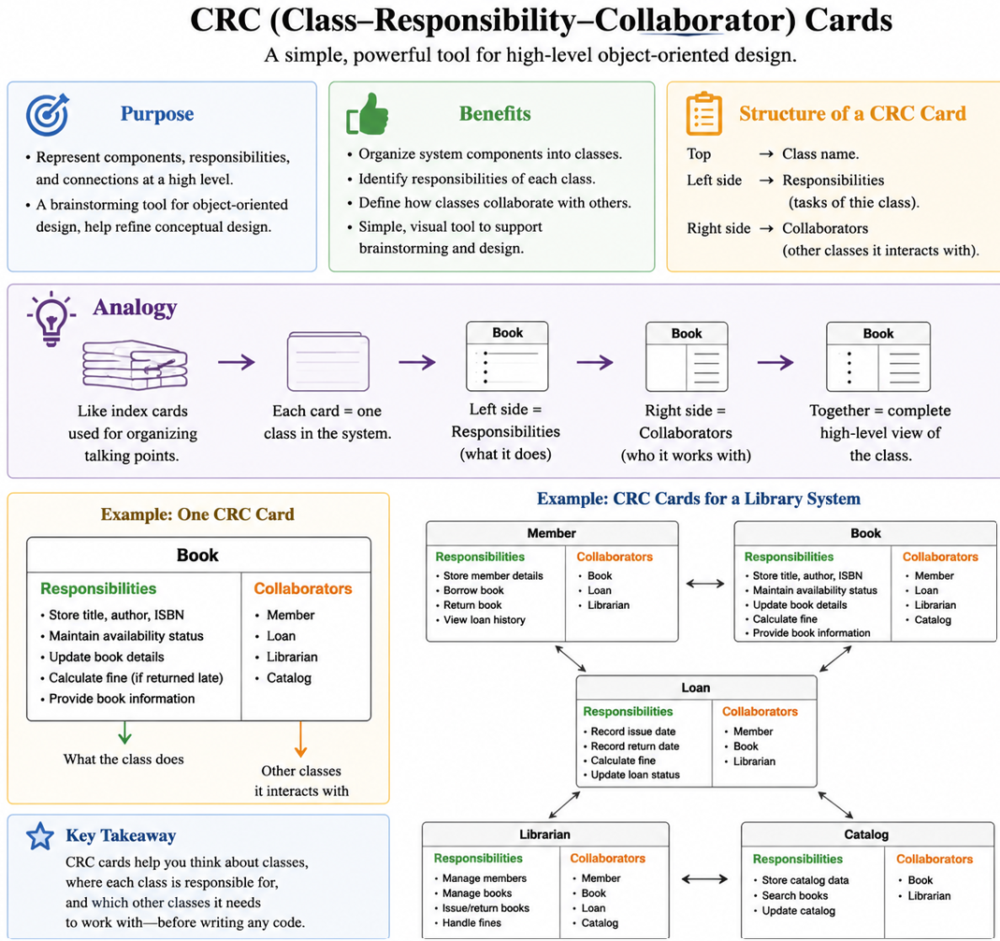 CRC (Class–Responsibility–Collaborator) Cards
A simple, powerful tool for high-level object-oriented design.
Purpose
• Represent components, responsibilities,
and connections at a high level.
• A brainstorming tool for object-oriented
design, help refine conceptual design.
Benefits
• Organize system components into classes.
• Identify responsibilities of each class.
• Define how classes collaborate with others.
• Simple, visual tool to support
brainstorming and design.
Structure of a CRC Card
Top → Class name.
Left side → Responsibilities
(tasks of thie class).
Right side → Collaborators
(other classes it interacts with).
Analogy
Like index cards
used for organizing
talking points.
Each card = one
class in the system.
Book
Left side =
Responsibilities
(what it does)
Book
Right side =
Collaborators
(who it works with)
Book
Together = complete
high-level view of
the class.
Example: One CRC Card
Book
Responsibilities
• Store title, author, ISBN
• Maintain availability status
• Update book details
• Calculate fine (if returned late)
• Provide book information
Collaborators
• Member
• Loan
• Librarian
• Catalog
What the class does
Other classes
it interacts with
Key Takeaway
CRC cards help you think about classes,
where each class is responsible for,
and which other classes it needs
to work with—before writing any code.
Example: CRC Cards for a Library System
Member
Responsibilities
• Store member details
• Borrow book
• Return book
• View loan history
Collaborators
• Book
• Loan
• Librarian
Book
Responsibilities
• Store title, author, ISBN
• Maintain availability status
• Update book details
• Calculate fine
• Provide book information
Collaborators
• Member
• Loan
• Librarian
• Catalog
Loan
Responsibilities
• Record issue date
• Record return date
• Calculate fine
• Update loan status
Collaborators
• Member
• Book
• Librarian
Librarian
Responsibilities
• Manage members
• Manage books
• Issue/return books
• Handle fines
Collaborators
• Member
• Book
• Loan
• Catalog
Catalog
Responsibilities
• Store catalog data
• Search books
• Update catalog
Collaborators
• Book
• Librarian